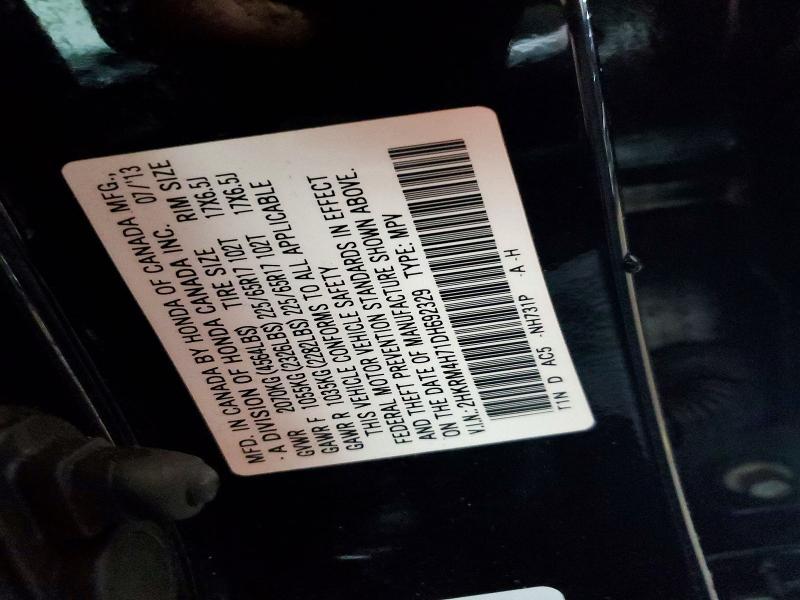 MFD. IN CANADA BY HONDA OF CANADA MFG.,
A DIVISION OF HONDA CANADA INC. 07/13
TIRE SIZE RIM SIZE
GVWR 2070KG(4564LBS)
GAWR F 1055KG(2326LBS) 225/65R17 102T 17X6.5J
GAWR R 1035KG(2282LBS) 225/65R17 102T 17X6.5J
THIS VEHICLE CONFORMS TO ALL APPLICABLE
FEDERAL MOTOR VEHICLE SAFETY
AND THEFT PREVENTION STANDARDS IN EFFECT
ON THE DATE OF MANUFACTURE SHOWN ABOVE.
V.I.N.:2HKRM4H71DH692329 TYPE: MPV
TTN D AC5 -NH731P -A-H